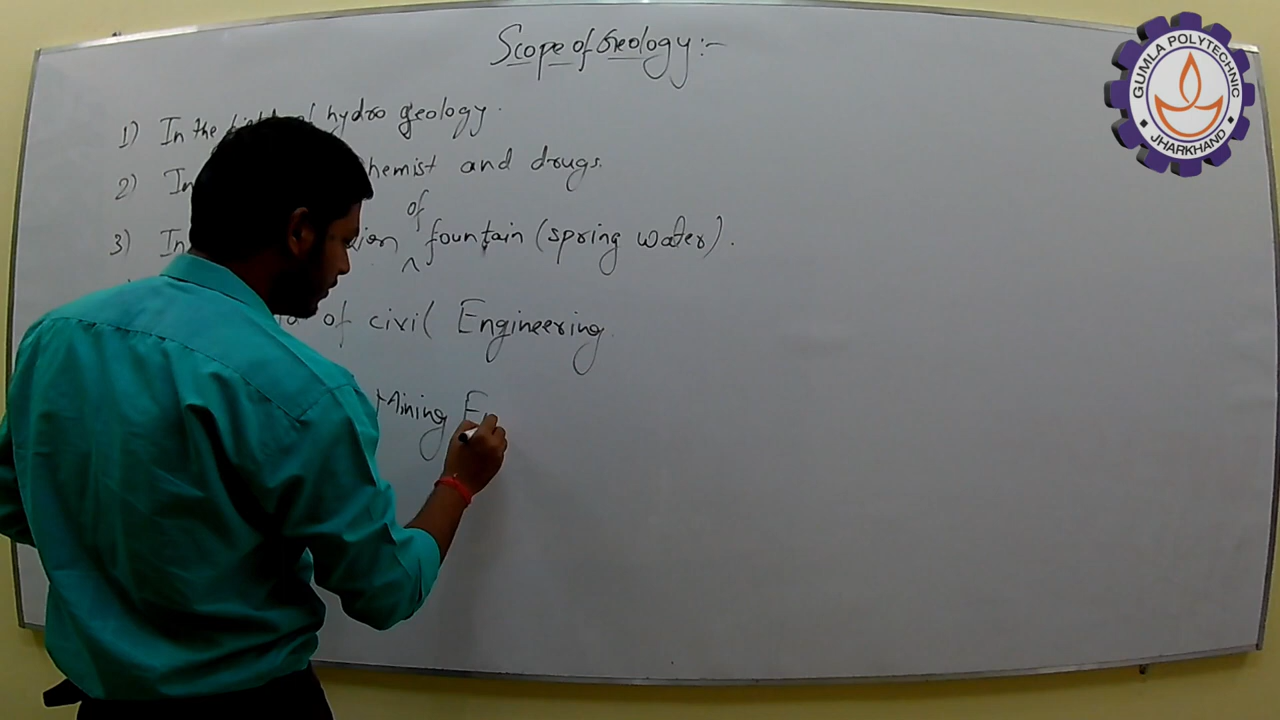 Scope of Geology :-
1) In the of hydro geology.
2) In chemist and drugs.
3) In of fountain (spring water).
of civil Engineering
Mining E
GUMLA POLYTECHNIC
JHARKHAND